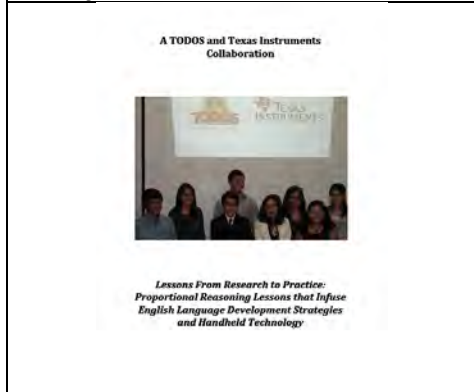 A TODOS and Texas Instruments
Collaboration
TODOS
TEXAS
INSTRUMENTS
Lessons From Research to Practice:
Proportional Reasoning Lessons that Infuse
English Language Development Strategies
and Handheld Technology